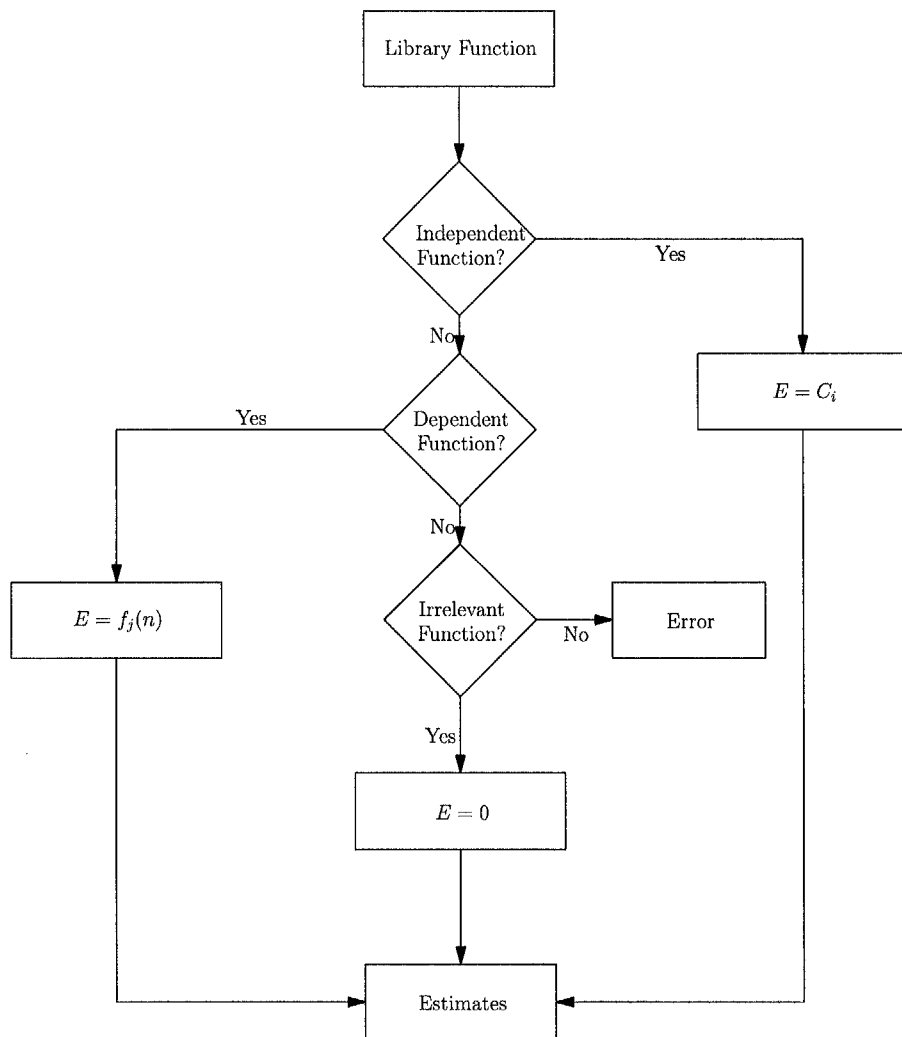 Library Function
Independent
Function?
Yes
No
E = C_i
Yes
Dependent
Function?
No
E = f_j(n)
Irrelevant
Function?
No
Error
Yes
E = 0
Estimates